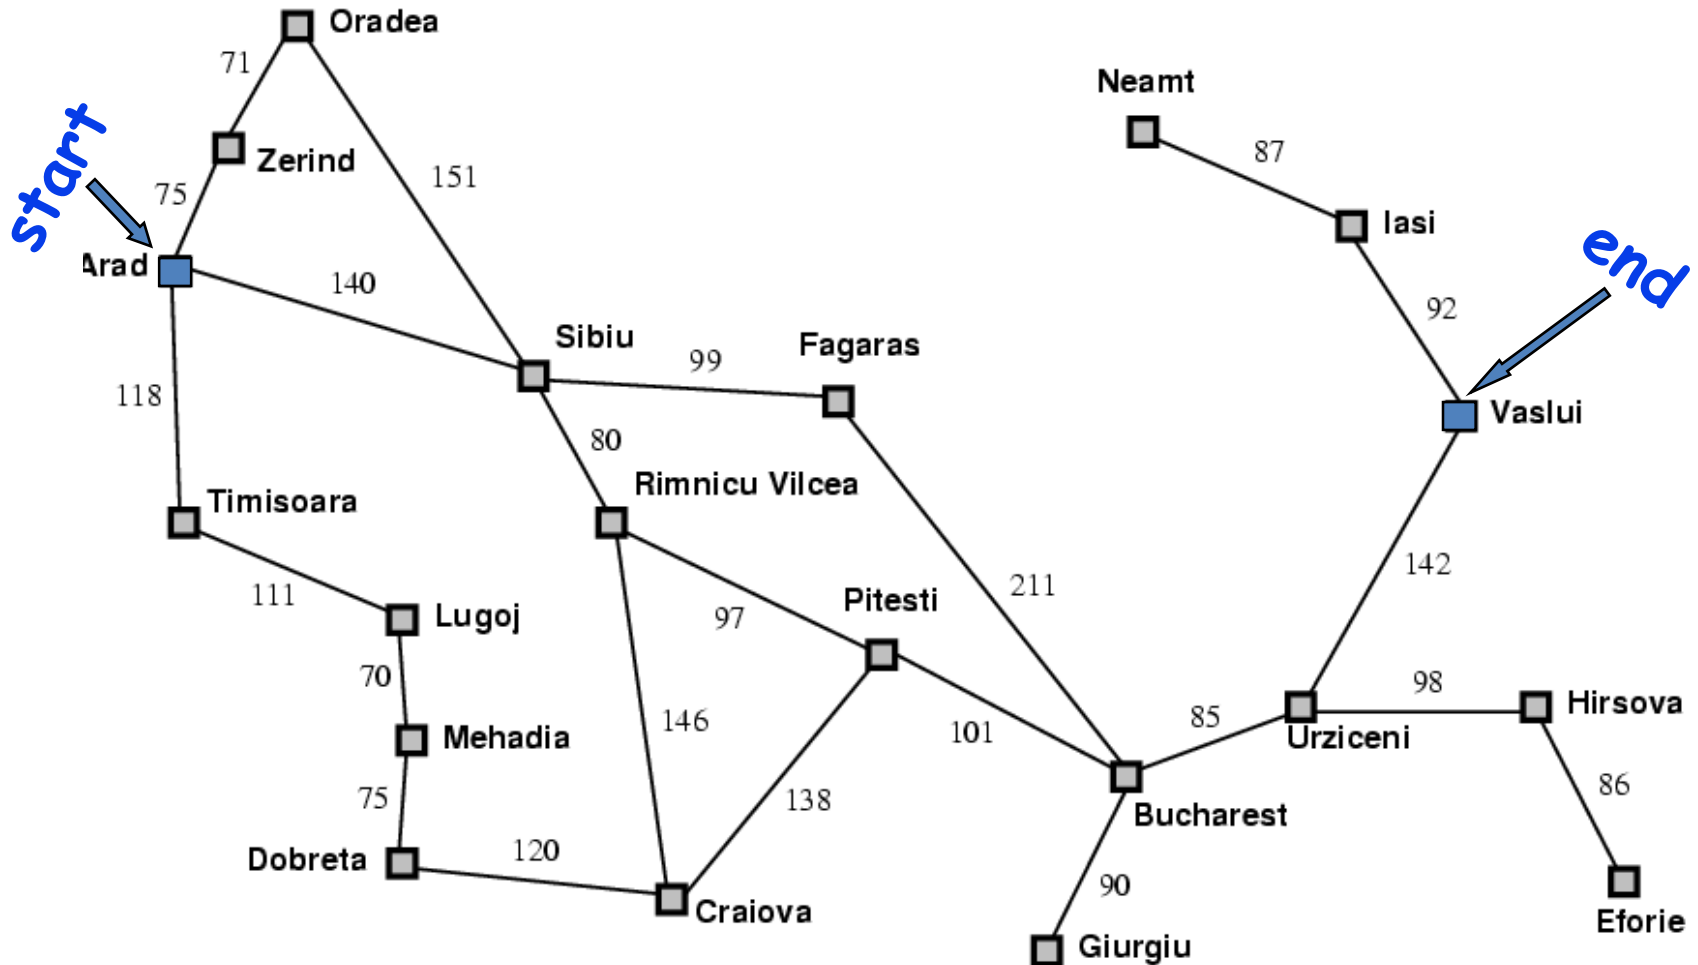 Oradea
71
Neamt
start
87
Zerind
151
75
Iasi
end
Arad
140
92
Sibiu
Fagaras
99
118
Vaslui
80
Rimnicu Vilcea
Timisoara
142
211
111
Pitesti
Lugoj
97
70
98
Hirsova
146
85
101
Urziceni
Mehadia
86
75
138
Bucharest
120
Dobreta
90
Craiova
Eforie
Giurgiu